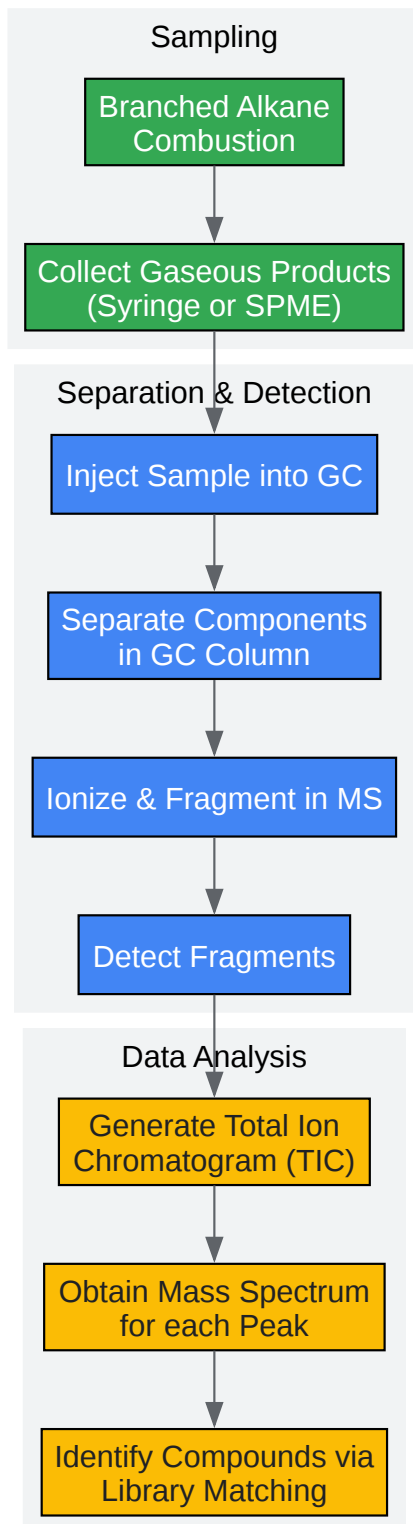 Sampling
Branched Alkane
Combustion
Collect Gaseous Products
(Syringe or SPME)
Separation & Detection
Inject Sample into GC
Separate Components
in GC Column
Ionize & Fragment in MS
Detect Fragments
Data Analysis
Generate Total Ion
Chromatogram (TIC)
Obtain Mass Spectrum
for each Peak
Identify Compounds via
Library Matching